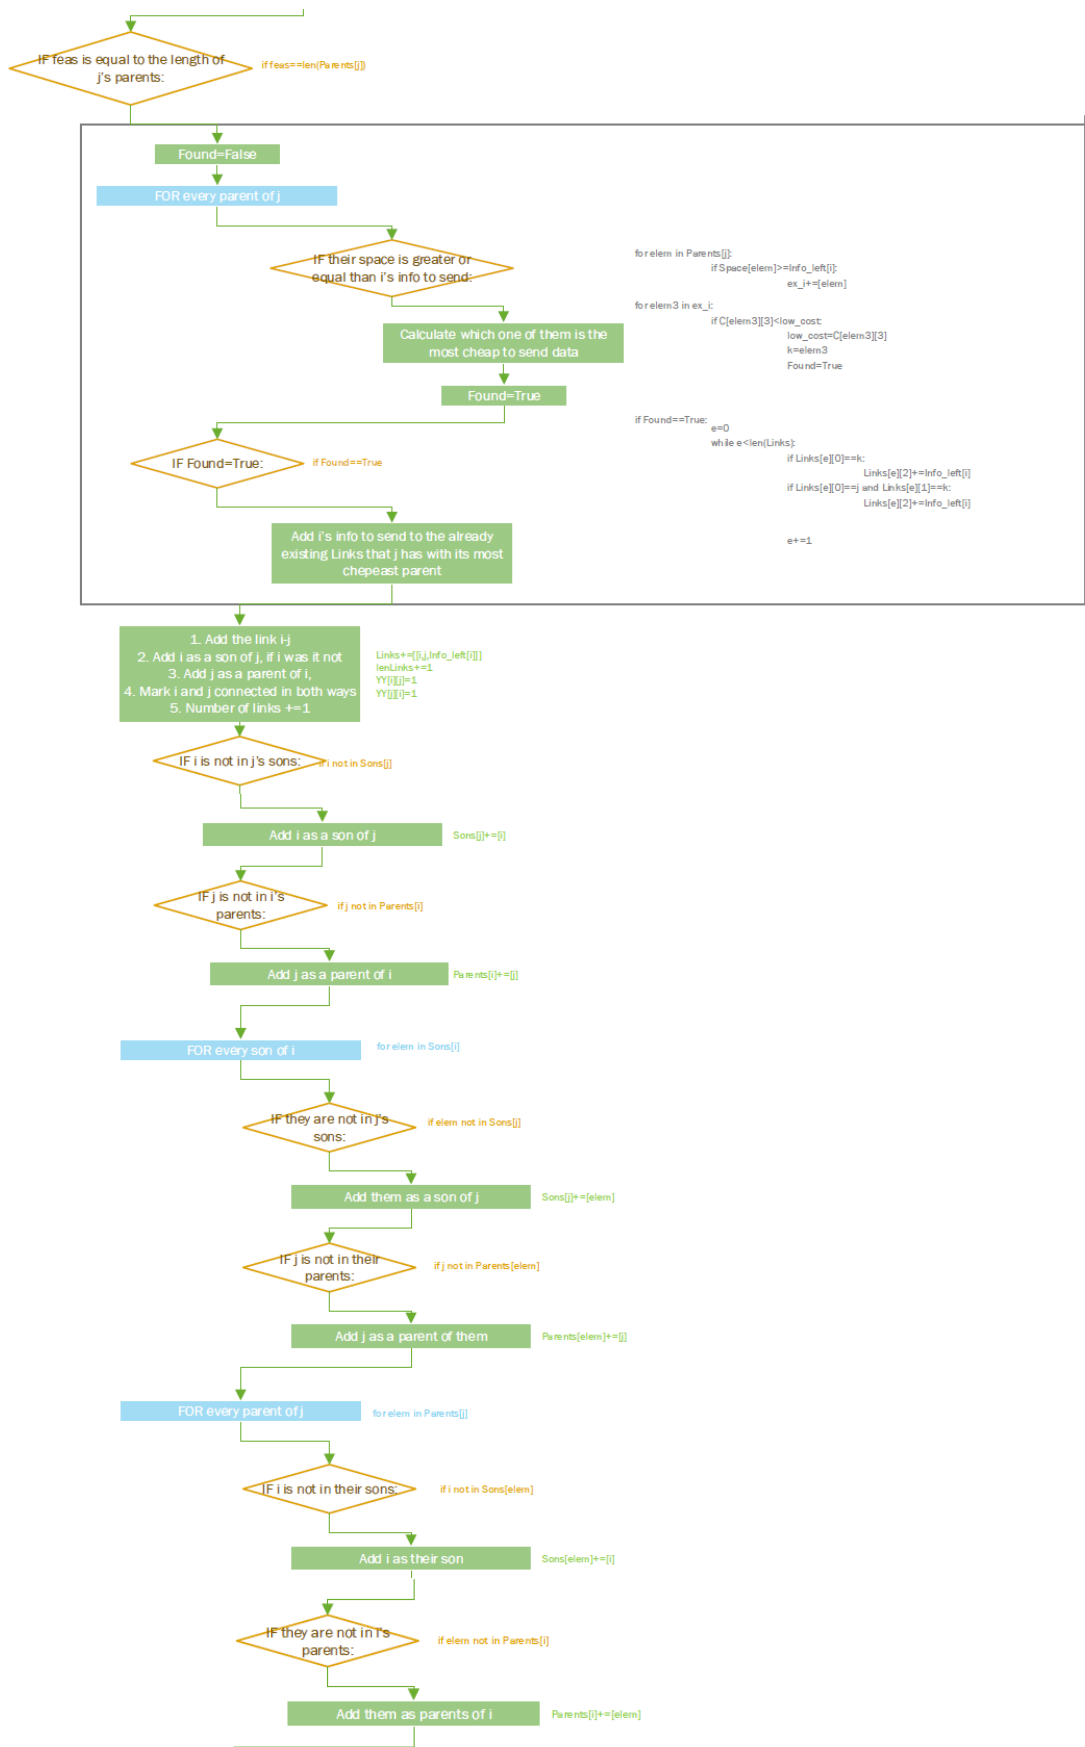 IF feas is equal to the length of
j's parents:
if feas==len(Parents[j])
Found=False
FOR every parent of j
IF their space is greater or
equal than i's info to send:
for elem in Parents[j]:
if Space[elem]>=Info_left[i]:
ex_i+=[elem]
for elem3 in ex_i:
if C[elem3][3]<low_cost:
low_cost=C[elem3][3]
k=elem3
Found=True
Calculate which one of them is the
most cheap to send data
Found=True
IF Found=True:
if Found==True
if Found==True:
e=0
while e<len(Links):
if Links[e][0]==k:
Links[e][2]+=Info_left[i]
if Links[e][0]==j and Links[e][1]==k:
Links[e][2]+=Info_left[i]
e+=1
Add i's info to send to the already
existing Links that j has with its most
chepeast parent
1. Add the link i-j
2. Add i as a son of j, if i was it not
3. Add j as a parent of i,
4. Mark i and j connected in both ways
5. Number of links +=1
Links+=[[i,j,Info_left[i]]]
lenLinks+=1
YY[i][j]=1
YY[j][i]=1
IF i is not in j's sons:
if i not in Sons[j]
Add i as a son of j
Sons[j]+=[i]
IF j is not in i's
parents:
if j not in Parents[i]
Add j as a parent of i
Parents[i]+=[j]
FOR every son of i
for elem in Sons[i]
IF they are not in j's
sons:
if elem not in Sons[j]
Add them as a son of j
Sons[j]+=[elem]
IF j is not in their
parents:
if j not in Parents[elem]
Add j as a parent of them
Parents[elem]+=[j]
FOR every parent of j
for elem in Parents[j]
IF i is not in their sons:
if i not in Sons[elem]
Add i as their son
Sons[elem]+=[i]
IF they are not in i's
parents:
if elem not in Parents[i]
Add them as parents of i
Parents[i]+=[elem]